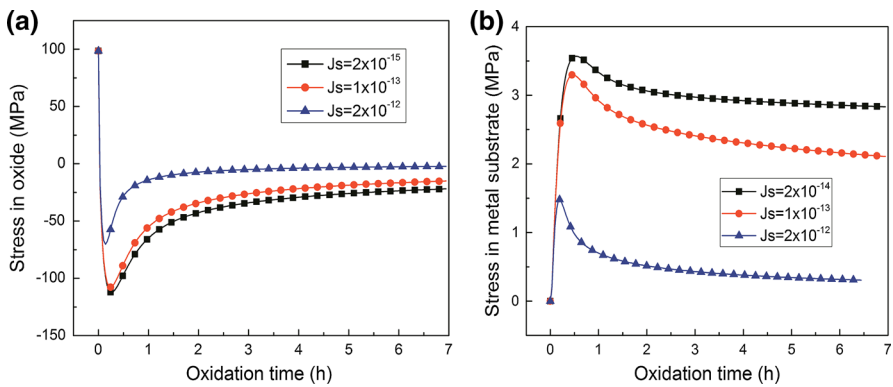 (a)
Stress in oxide (MPa)
100
50
0
-50
-100
-150
Js=2x10⁻¹⁵
Js=1x10⁻¹³
Js=2x10⁻¹²
0 1 2 3 4 5 6 7
Oxidation time (h)
(b)
Stress in metal substrate (MPa)
4
3
2
1
0
Js=2x10⁻¹⁴
Js=1x10⁻¹³
Js=2x10⁻¹²
0 1 2 3 4 5 6 7
Oxidation time (h)